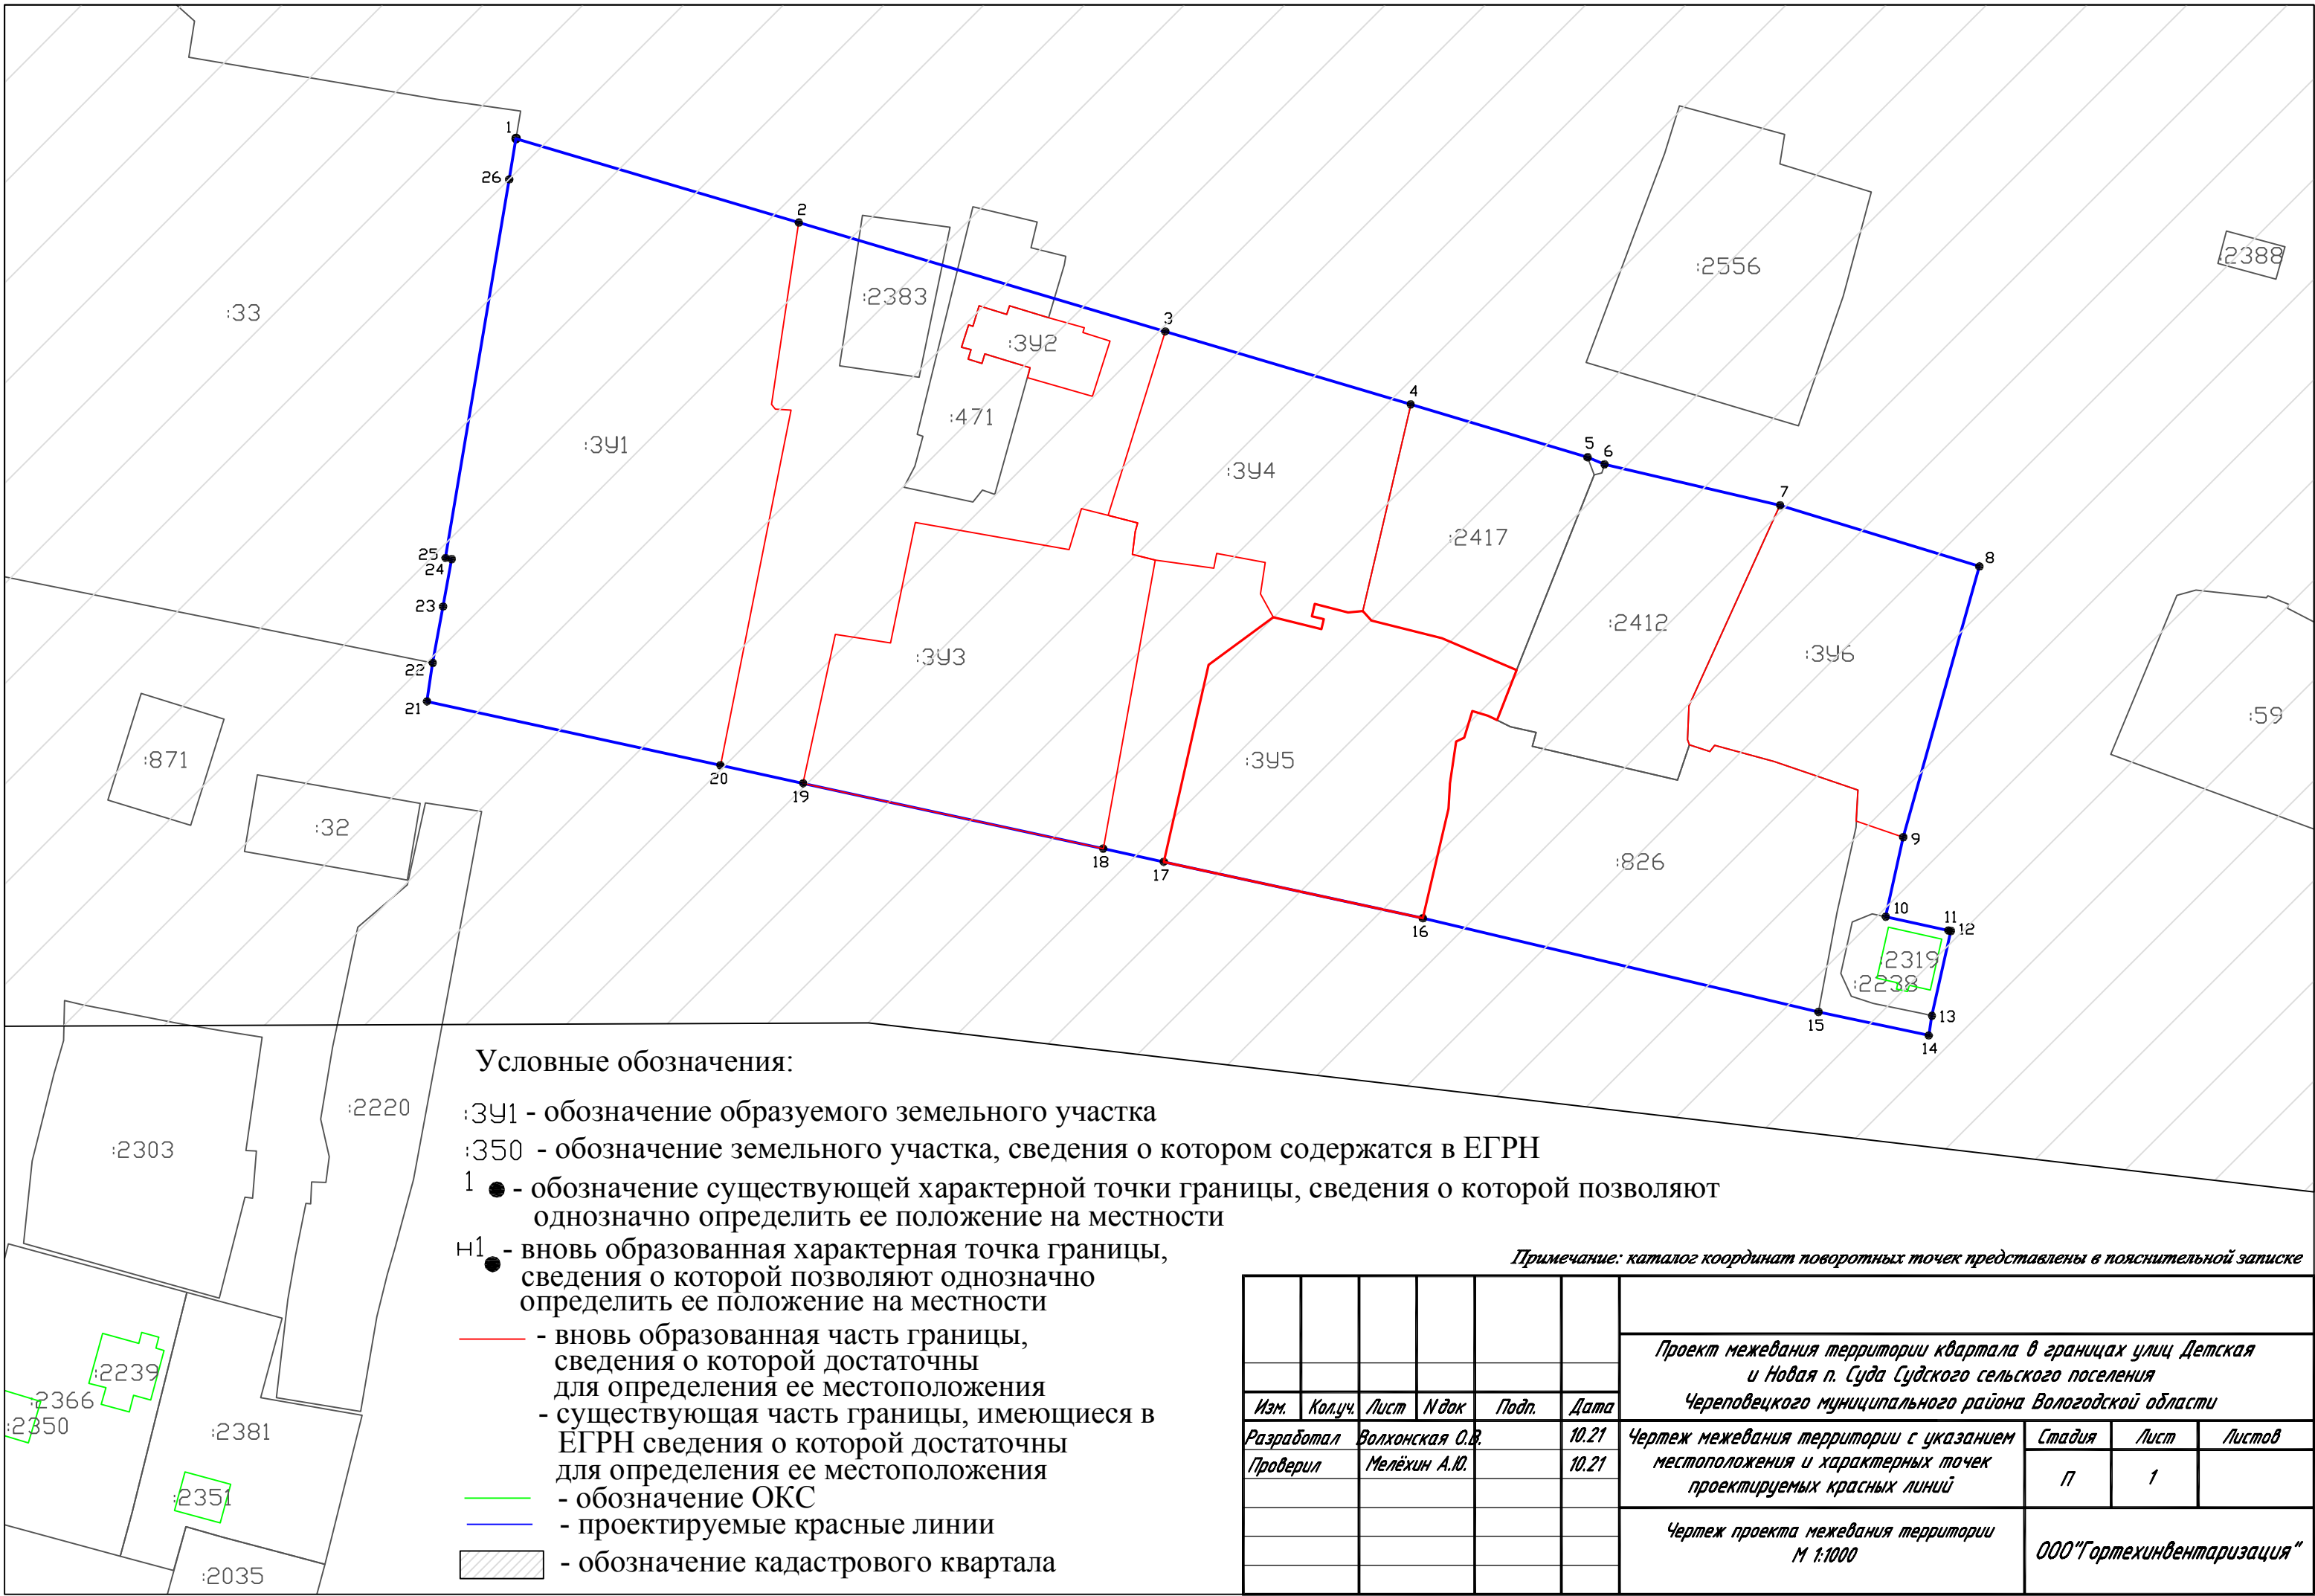 1
26
2
:2383
:33
:3У2
3
:2556
:2388
:3У1
:471
4
:3У4
5
6
:2417
7
25
24
8
23
:2412
22
:3У3
:3У6
21
:59
:871
20
19
:3У5
:32
18
17
:826
9
16
10
11
12
:2319
:2238
15
13
14
Условные обозначения:
:3У1 - обозначение образуемого земельного участка
:350 - обозначение земельного участка, сведения о котором содержатся в ЕГРН
1 - обозначение существующей характерной точки границы, сведения о которой позволяют
однозначно определить ее положение на местности
н1 - вновь образованная характерная точка границы,
сведения о которой позволяют однозначно
определить ее положение на местности
- вновь образованная часть границы,
сведения о которой достаточны
для определения ее местоположения
- существующая часть границы, имеющиеся в
ЕГРН сведения о которой достаточны
для определения ее местоположения
- обозначение ОКС
- проектируемые красные линии
- обозначение кадастрового квартала
:2220
:2303
:2239
:2366
:2350
:2381
:2351
:2035
Примечание: каталог координат поворотных точек представлены в пояснительной записке
Проект межевания территории квартала в границах улиц Детская
и Новая п. Суда Судского сельского поселения
Череповецкого муниципального района Вологодской области
Изм. Кол.уч. Лист N док Подп. Дата
Разработал Волхонская О.В. 10.21
Проверил Мелёхин А.Ю. 10.21
Чертеж межевания территории с указанием
местоположения и характерных точек
проектируемых красных линий
Стадия Лист Листов
П 1
Чертеж проекта межевания территории
М 1:1000
ООО"Гортехинвентаризация"